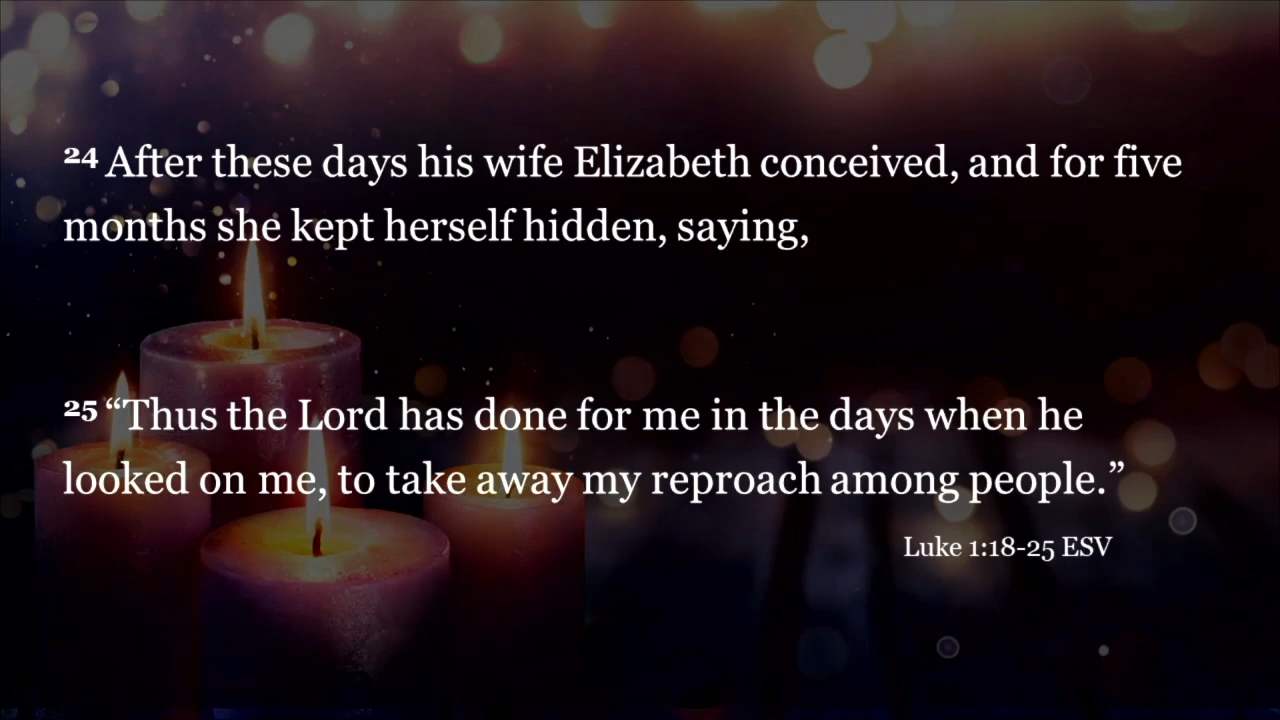 24 After these days his wife Elizabeth conceived, and for five
months she kept herself hidden, saying,
25 “Thus the Lord has done for me in the days when he
looked on me, to take away my reproach among people.”
Luke 1:18-25 ESV